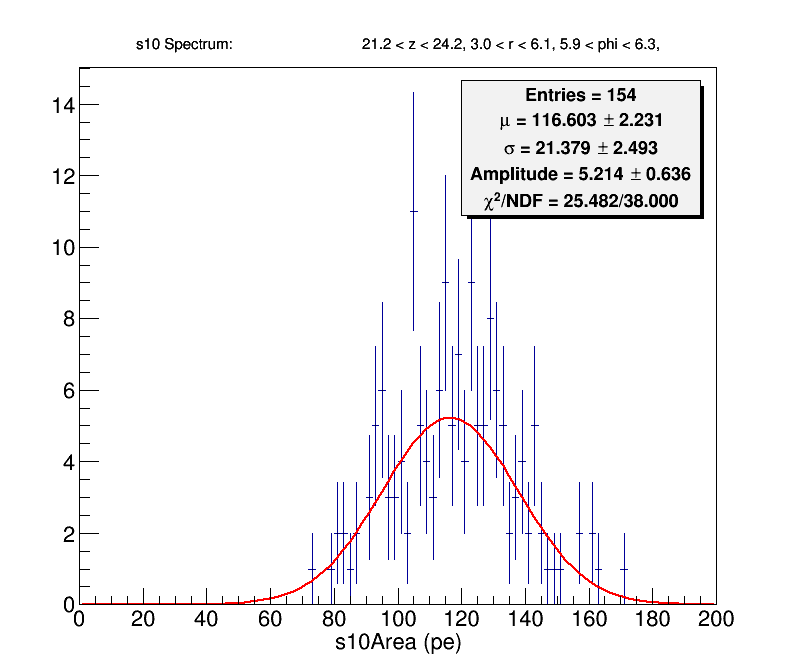 s10 Spectrum: 21.2 < z < 24.2, 3.0 < r < 6.1, 5.9 < phi < 6.3,
Entries = 154
μ = 116.603 ± 2.231
σ = 21.379 ± 2.493
Amplitude = 5.214 ± 0.636
χ²/NDF = 25.482/38.000
14
12
10
8
6
4
2
0
0 20 40 60 80 100 120 140 160 180 200
s10Area (pe)